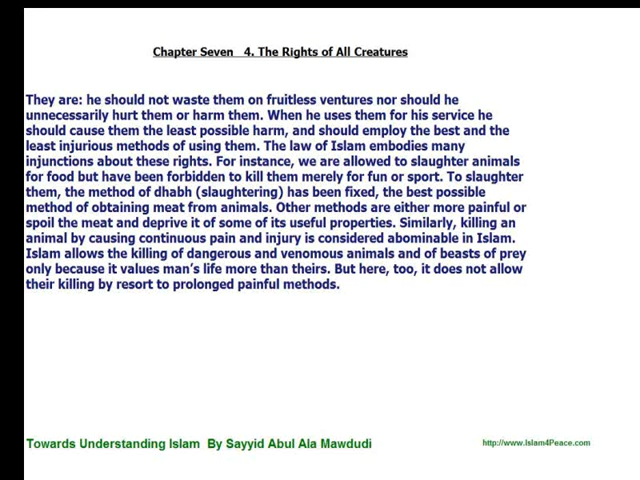 Chapter Seven   4. The Rights of All Creatures
They are: he should not waste them on fruitless ventures nor should he
unnecessarily hurt them or harm them. When he uses them for his service he
should cause them the least possible harm, and should employ the best and the
least injurious methods of using them. The law of Islam embodies many
injunctions about these rights. For instance, we are allowed to slaughter animals
for food but have been forbidden to kill them merely for fun or sport. To slaughter
them, the method of dhabh (slaughtering) has been fixed, the best possible
method of obtaining meat from animals. Other methods are either more painful or
spoil the meat and deprive it of some of its useful properties. Similarly, killing an
animal by causing continuous pain and injury is considered abominable in Islam.
Islam allows the killing of dangerous and venomous animals and of beasts of prey
only because it values man's life more than theirs. But here, too, it does not allow
their killing by resort to prolonged painful methods.
Towards Understanding Islam  By Sayyid Abul Ala Mawdudi
http://www.Islam4Peace.com